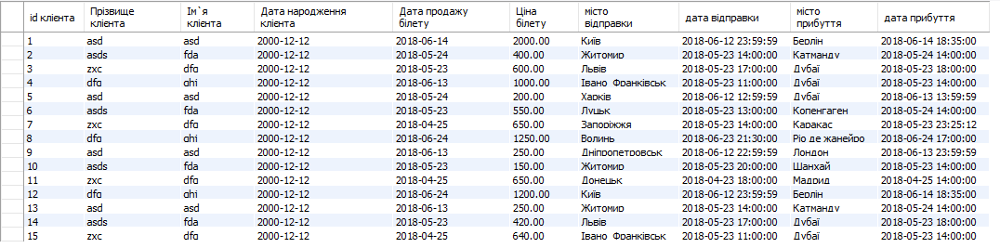 id клієнта Прізвище клієнта Ім`я клієнта Дата народження клієнта Дата продажу білету Ціна білету місто відправки дата відправки місто прибуття дата прибуття
1 asd asd 2000-12-12 2018-06-14 2000.00 Київ 2018-06-12 23:59:59 Берлін 2018-06-14 18:35:00
2 asds fda 2000-12-12 2018-05-24 400.00 Житомир 2018-05-23 14:00:00 Катманду 2018-05-24 14:00:00
3 zxc dfg 2000-12-12 2018-05-23 600.00 Львів 2018-05-23 17:00:00 Дубаї 2018-05-23 18:00:00
4 dfg ghj 2000-12-12 2018-06-13 1000.00 Івано Франківськ 2018-05-23 11:00:00 Дубаї 2018-05-23 14:00:00
5 asd asd 2000-12-12 2018-05-24 200.00 Харків 2018-06-12 12:59:59 Дубаї 2018-06-13 13:59:59
6 asds fda 2000-12-12 2018-05-23 550.00 Луцьк 2018-05-23 13:00:00 Копенгаген 2018-05-24 14:00:00
7 zxc dfg 2000-12-12 2018-04-25 650.00 Запоріжжя 2018-05-23 14:00:00 Каракас 2018-05-23 23:25:12
8 dfg ghj 2000-12-12 2018-06-24 1250.00 Волинь 2018-06-23 21:30:00 Ріо де жанейро 2018-06-24 17:00:00
9 asd asd 2000-12-12 2018-06-13 250.00 Дніпропетровськ 2018-06-12 22:59:59 Лондон 2018-06-13 23:59:59
10 asds fda 2000-12-12 2018-05-23 150.00 Житомир 2018-05-23 20:00:00 Шанхай 2018-05-24 14:00:00
11 zxc dfg 2000-12-12 2018-04-25 650.00 Донецьк 2018-04-23 18:00:00 Мадрид 2018-04-25 14:00:00
12 dfg ghj 2000-12-12 2018-06-24 1200.00 Київ 2018-06-12 23:59:59 Берлін 2018-06-14 18:35:00
13 asd asd 2000-12-12 2018-06-13 250.00 Житомир 2018-05-23 14:00:00 Катманду 2018-05-24 14:00:00
14 asds fda 2000-12-12 2018-05-23 420.00 Львів 2018-05-23 17:00:00 Дубаї 2018-05-23 18:00:00
15 zxc dfg 2000-12-12 2018-04-25 640.00 Івано Франківськ 2018-05-23 11:00:00 Дубаї 2018-05-23 14:00:00